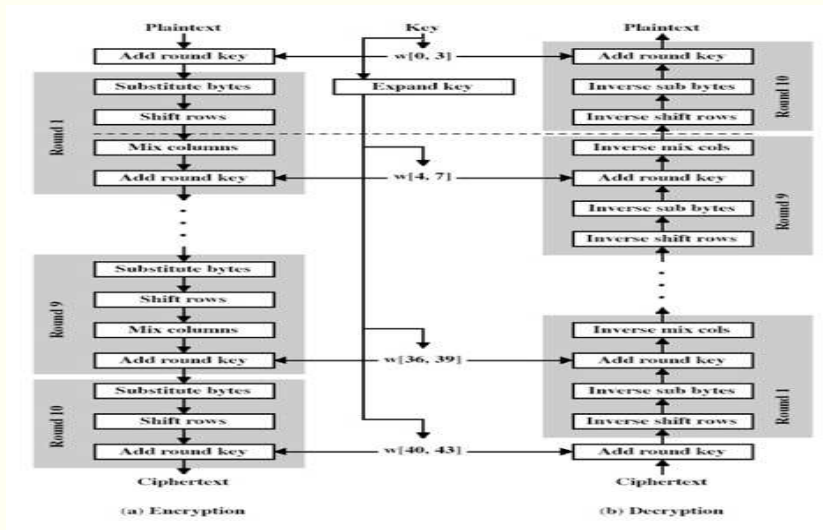 Plaintext
Add round key
Round 1
Substitute bytes
Shift rows
Mix columns
Add round key
Round 9
Substitute bytes
Shift rows
Mix columns
Add round key
Round 10
Substitute bytes
Shift rows
Add round key
Ciphertext
(a) Encryption
Key
w[0, 3]
Expand key
w[4, 7]
w[36, 39]
w[40, 43]
Plaintext
Add round key
Inverse sub bytes
Inverse shift rows
Round 10
Inverse mix cols
Add round key
Inverse sub bytes
Inverse shift rows
Round 9
Inverse mix cols
Add round key
Inverse sub bytes
Inverse shift rows
Round 1
Add round key
Ciphertext
(b) Decryption